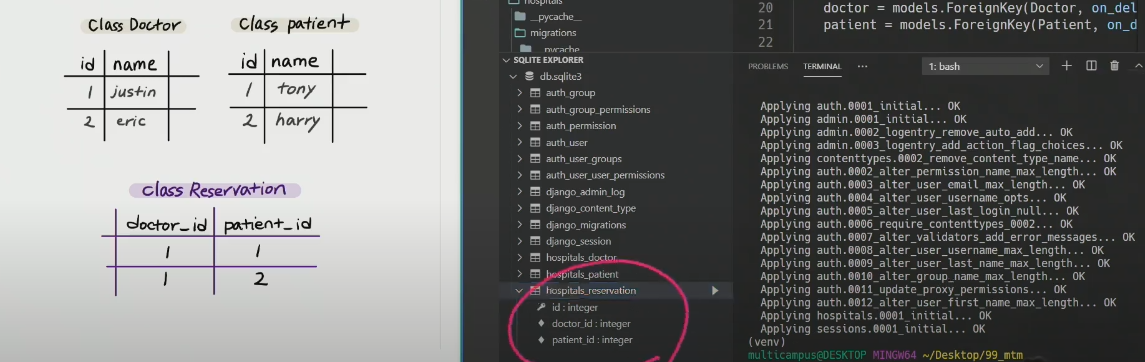 class Doctor
id name
1 justin
2 eric
Class patient
id name
1 tony
2 harry
class Reservation
doctor_id patient_id
1 1
1 2
hospitals
__pycache__
migrations
__pycache
SQLITE EXPLORER
db.sqlite3
auth_group
auth_group_permissions
auth_permission
auth_user
auth_user_groups
auth_user_user_permissions
django_admin_log
django_content_type
django_migrations
django_session
hospitals_doctor
hospitals_patient
hospitals_reservation
id : integer
doctor_id : integer
patient_id : integer
20 doctor = models.ForeignKey(Doctor, on_del
21 patient = models.ForeignKey(Patient, on_d
22
PROBLEMS TERMINAL ... 1: bash
Applying auth.0001_initial... OK
Applying admin.0001_initial... OK
Applying admin.0002_logentry_remove_auto_add... OK
Applying admin.0003_logentry_add_action_flag_choices... OK
Applying contenttypes.0002_remove_content_type_name... OK
Applying auth.0002_alter_permission_name_max_length... OK
Applying auth.0003_alter_user_email_max_length... OK
Applying auth.0004_alter_user_username_opts... OK
Applying auth.0005_alter_user_last_login_null... OK
Applying auth.0006_require_contenttypes_0002... OK
Applying auth.0007_alter_validators_add_error_messages... OK
Applying auth.0008_alter_user_username_max_length... OK
Applying auth.0009_alter_user_last_name_max_length... OK
Applying auth.0010_alter_group_name_max_length... OK
Applying auth.0011_update_proxy_permissions... OK
Applying auth.0012_alter_user_first_name_max_length... OK
Applying hospitals.0001_initial... OK
Applying sessions.0001_initial... OK
(venv)
multicampus@DESKTOP MINGW64 ~/Desktop/99_mtm